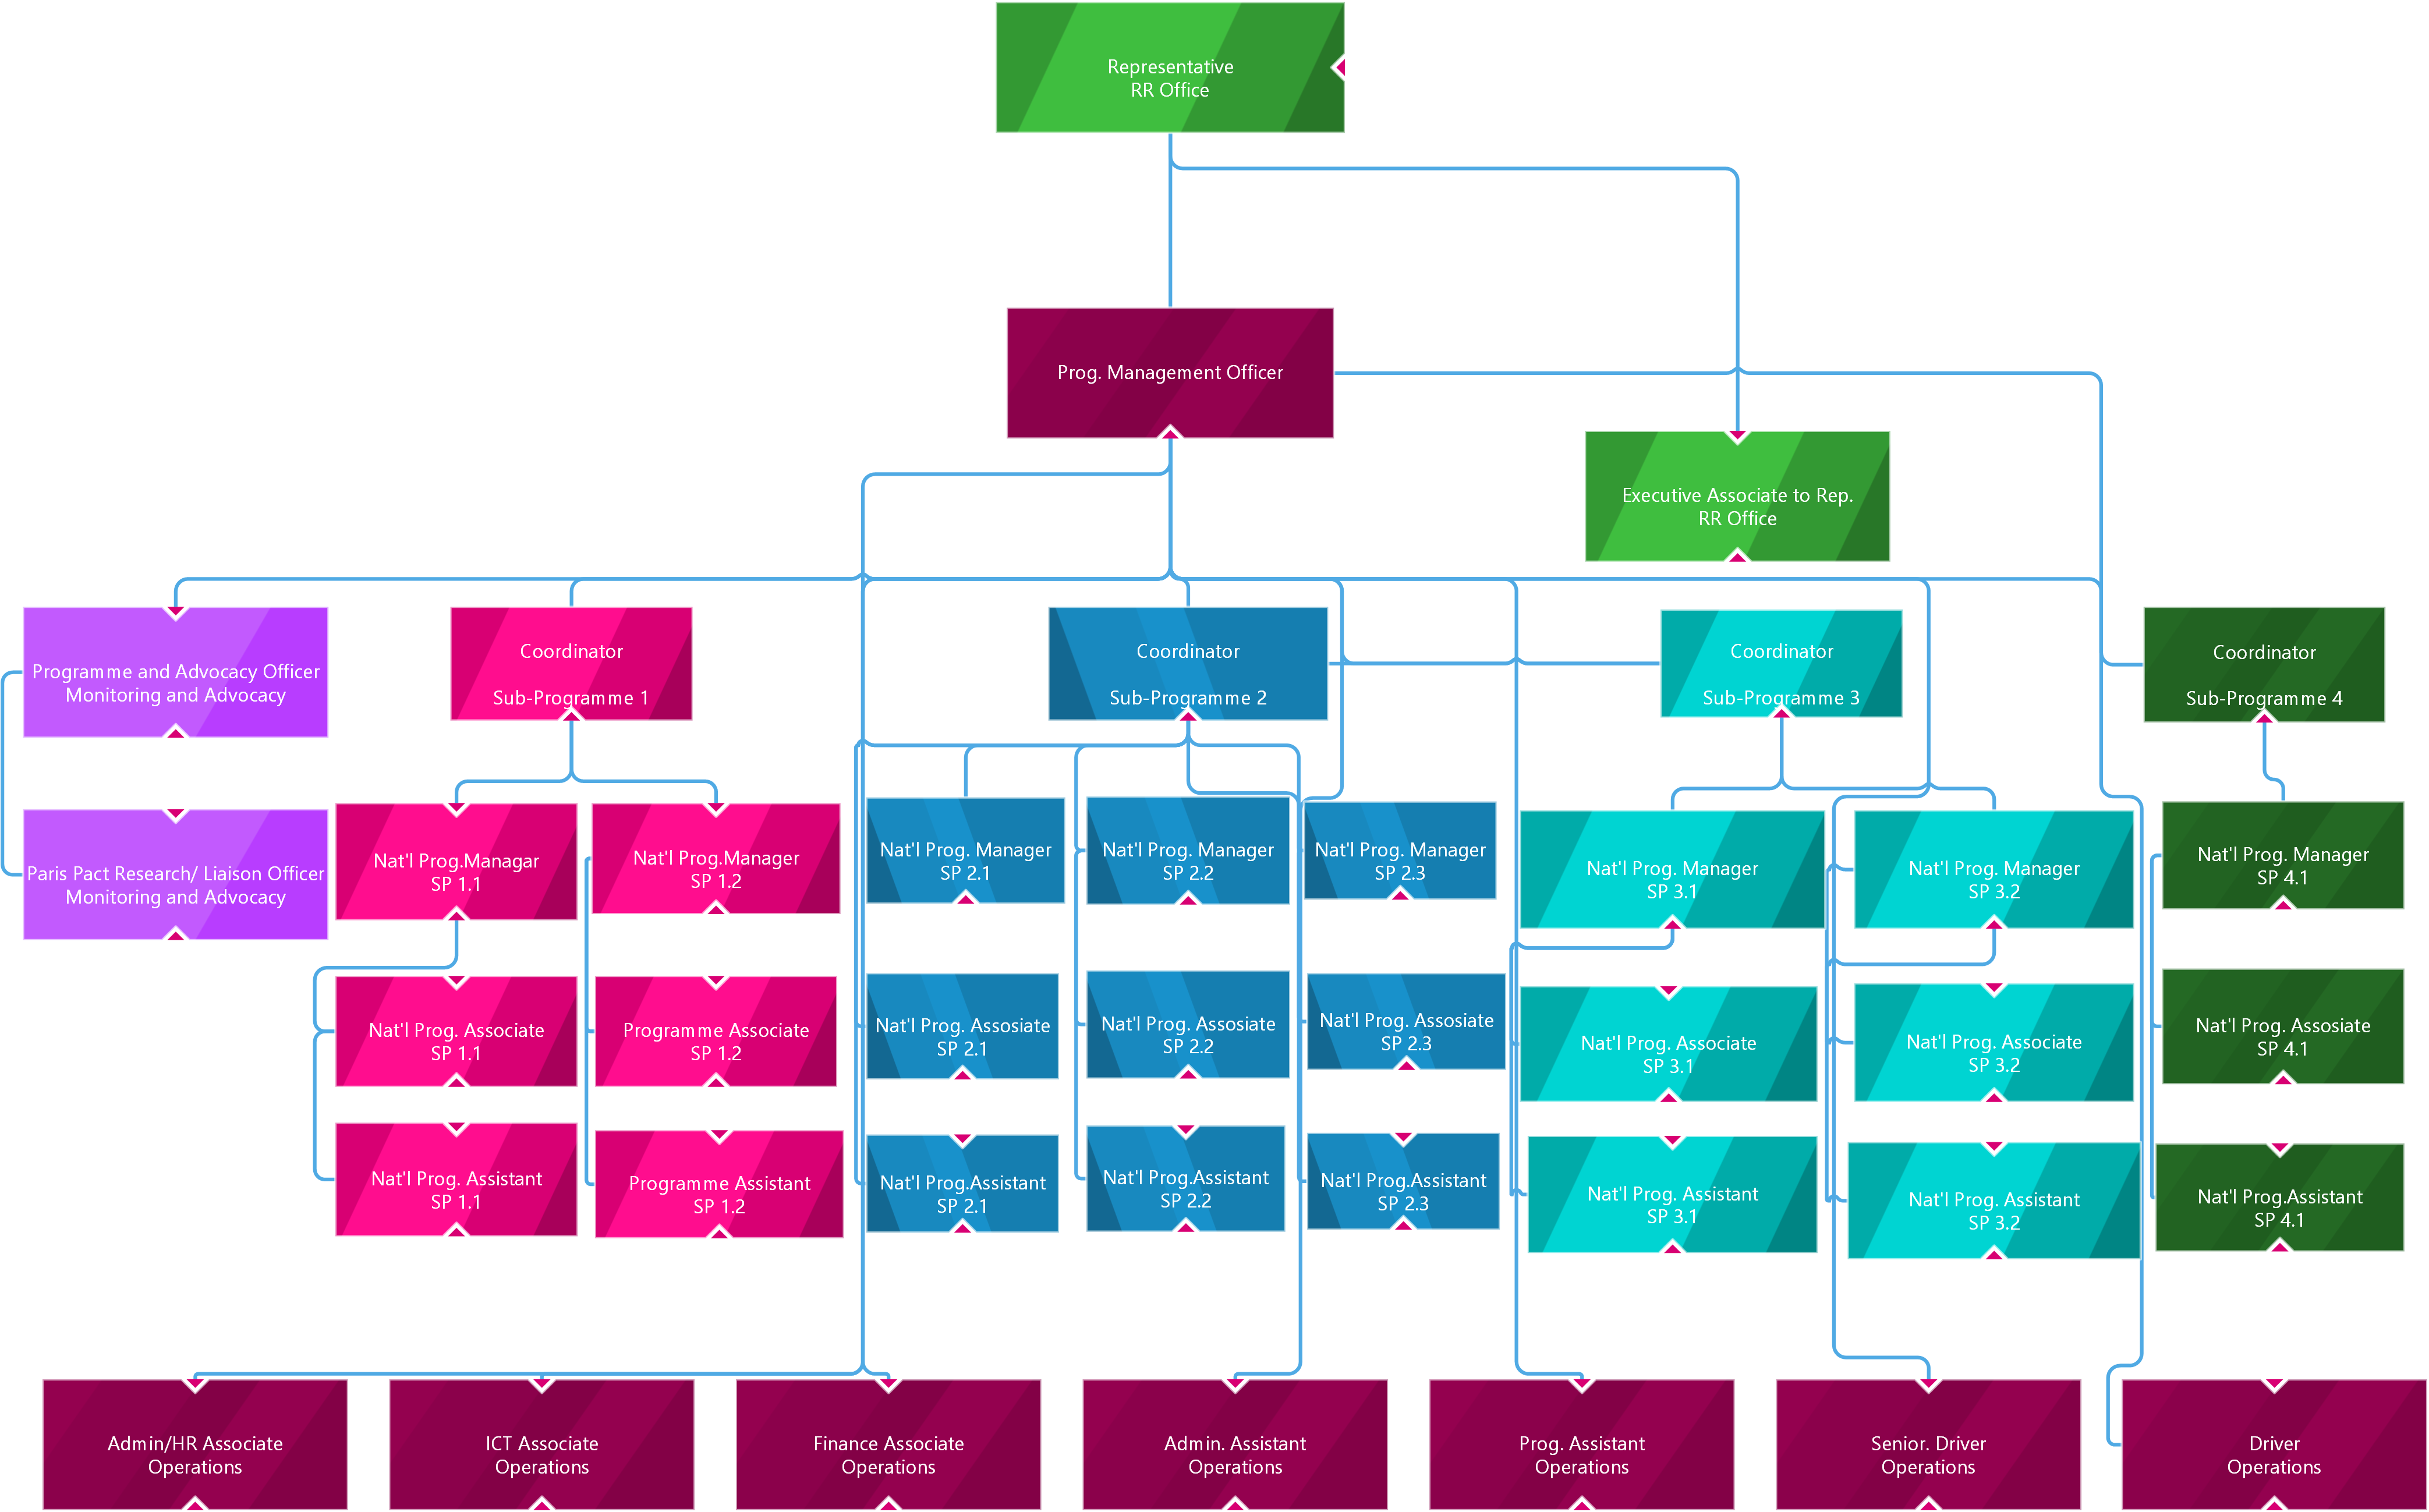 Representative
RR Office
Prog. Management Officer
Executive Associate to Rep.
RR Office
Programme and Advocacy Officer
Monitoring and Advocacy
Coordinator
Sub-Programme 1
Coordinator
Sub-Programme 2
Coordinator
Sub-Programme 3
Coordinator
Sub-Programme 4
Paris Pact Research/ Liaison Officer
Monitoring and Advocacy
Nat'l Prog.Managar
SP 1.1
Nat'l Prog.Manager
SP 1.2
Nat'l Prog. Manager
SP 2.1
Nat'l Prog. Manager
SP 2.2
Nat'l Prog. Manager
SP 2.3
Nat'l Prog. Manager
SP 3.1
Nat'l Prog. Manager
SP 3.2
Nat'l Prog. Manager
SP 4.1
Nat'l Prog. Associate
SP 1.1
Programme Associate
SP 1.2
Nat'l Prog. Assosiate
SP 2.1
Nat'l Prog. Assosiate
SP 2.2
Nat'l Prog. Assosiate
SP 2.3
Nat'l Prog. Associate
SP 3.1
Nat'l Prog. Associate
SP 3.2
Nat'l Prog. Assosiate
SP 4.1
Nat'l Prog. Assistant
SP 1.1
Programme Assistant
SP 1.2
Nat'l Prog.Assistant
SP 2.1
Nat'l Prog.Assistant
SP 2.2
Nat'l Prog.Assistant
SP 2.3
Nat'l Prog. Assistant
SP 3.1
Nat'l Prog. Assistant
SP 3.2
Nat'l Prog.Assistant
SP 4.1
Admin/HR Associate
Operations
ICT Associate
Operations
Finance Associate
Operations
Admin. Assistant
Operations
Prog. Assistant
Operations
Senior. Driver
Operations
Driver
Operations